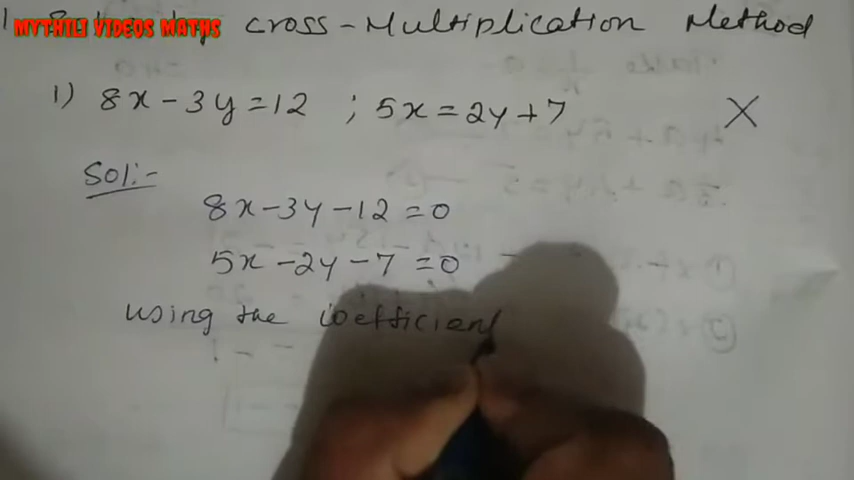 MYTHILI VIDEOS MATHS
cross-Multiplication Method
1) 8x - 3y = 12 ; 5x = 2y + 7
Sol:-
8x - 3y - 12 = 0
5x - 2y - 7 = 0
using the coefficient